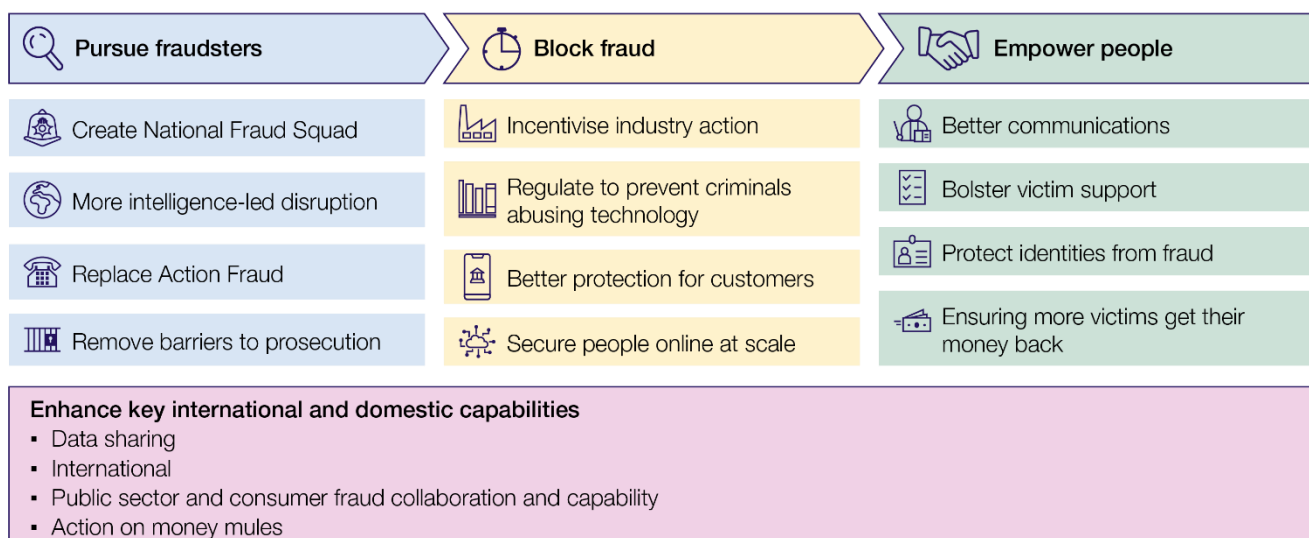 Pursue fraudsters
Create National Fraud Squad
More intelligence-led disruption
Replace Action Fraud
Remove barriers to prosecution
Block fraud
Incentivise industry action
Regulate to prevent criminals
abusing technology
Better protection for customers
Secure people online at scale
Empower people
Better communications
Bolster victim support
Protect identities from fraud
Ensuring more victims get their
money back
Enhance key international and domestic capabilities
▪ Data sharing
▪ International
▪ Public sector and consumer fraud collaboration and capability
▪ Action on money mules